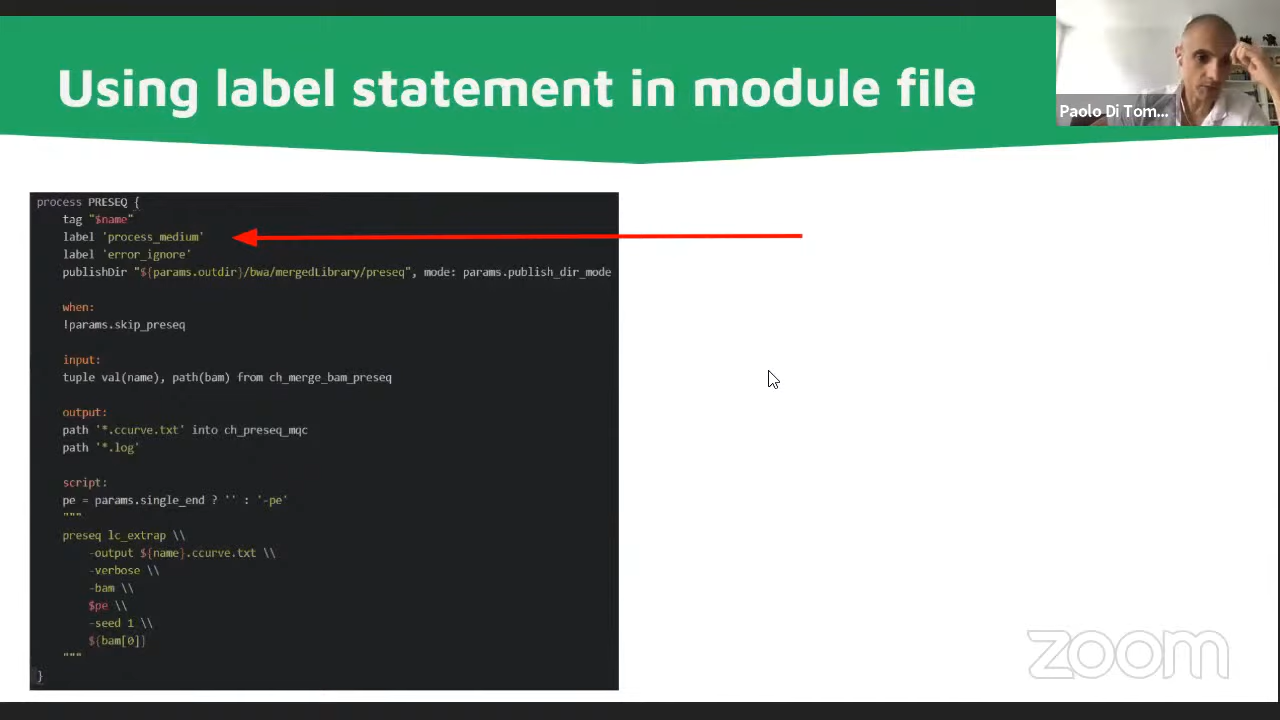 Using label statement in module file
Paolo Di Tom...
process PRESEQ {
tag "$name"
label 'process_medium'
label 'error_ignore'
publishDir "${params.outdir}/bwa/mergedLibrary/preseq", mode: params.publish_dir_mode
when:
!params.skip_preseq
input:
tuple val(name), path(bam) from ch_merge_bam_preseq
output:
path '*.ccurve.txt' into ch_preseq_mqc
path '*.log'
script:
pe = params.single_end ? '' : '-pe'
"""
preseq lc_extrap \\
-output ${name}.ccurve.txt \\
-verbose \\
-bam \\
$pe \\
-seed 1 \\
${bam[0]}
"""
}
zoom